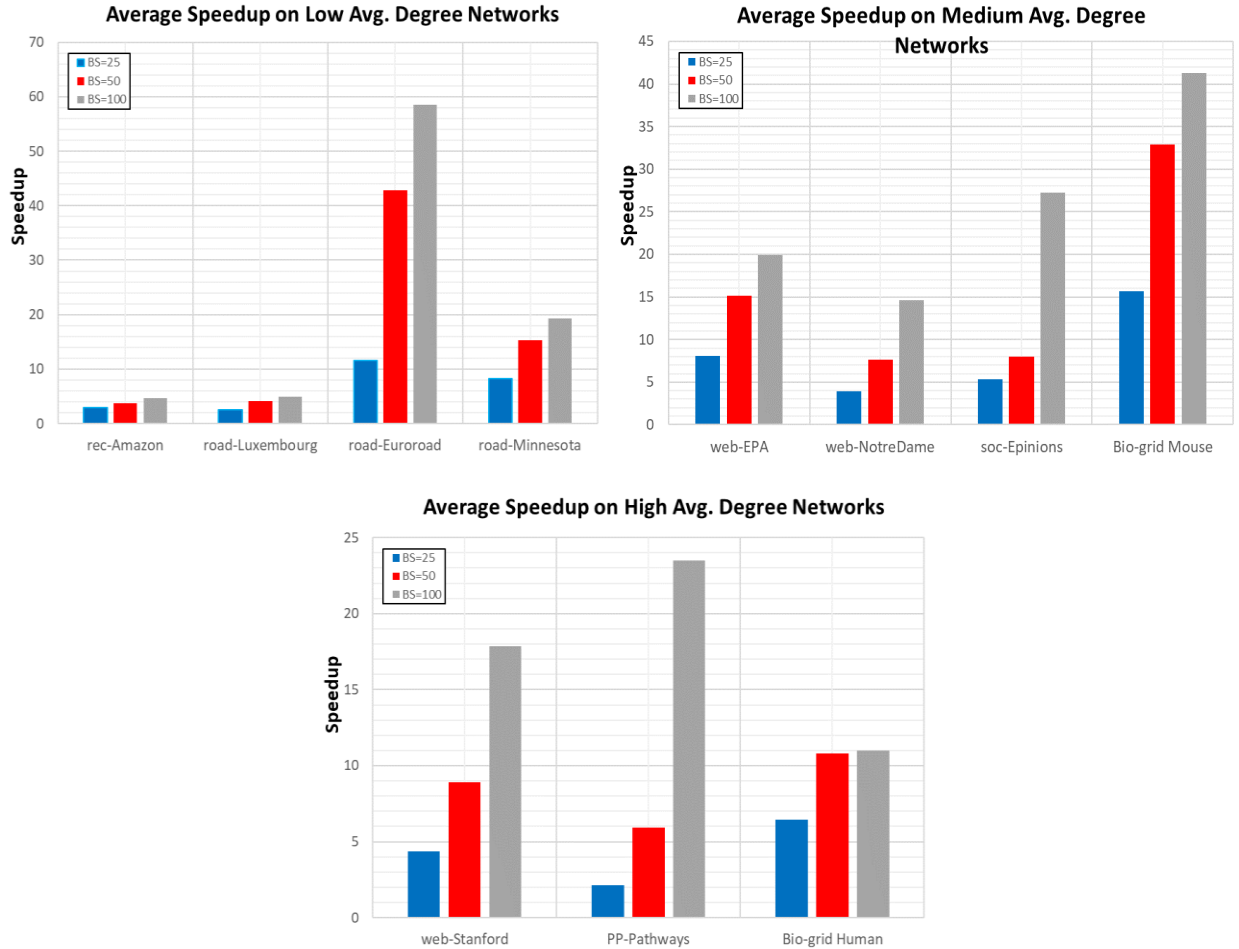 Average Speedup on Low Avg. Degree Networks
70
60
50
40
30
20
10
0
Speedup
BS=25
BS=50
BS=100
rec-Amazon road-Luxembourg road-Euroroad road-Minnesota
Average Speedup on Medium Avg. Degree
Networks
45
40
35
30
25
20
15
10
5
0
Speedup
BS=25
BS=50
BS=100
web-EPA web-NotreDame soc-Epinions Bio-grid Mouse
Average Speedup on High Avg. Degree Networks
25
20
15
10
5
0
Speedup
BS=25
BS=50
BS=100
web-Stanford PP-Pathways Bio-grid Human